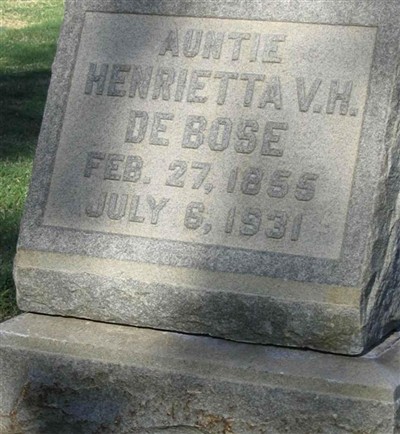 AUNTIE
HENRIETTA V.H.
DE BOSE
FEB. 27, 1855
JULY 6, 1931